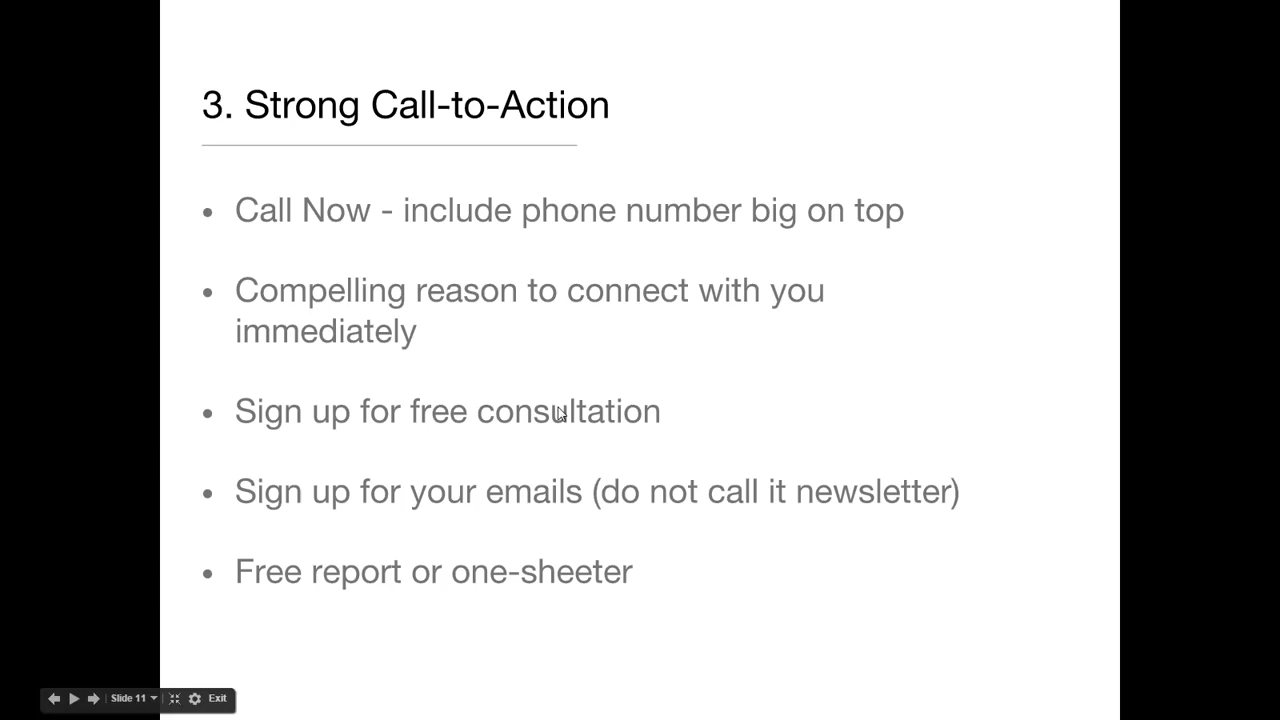 3. Strong Call-to-Action
• Call Now - include phone number big on top
• Compelling reason to connect with you
immediately
• Sign up for free consultation
• Sign up for your emails (do not call it newsletter)
• Free report or one-sheeter
Slide 11 Exit